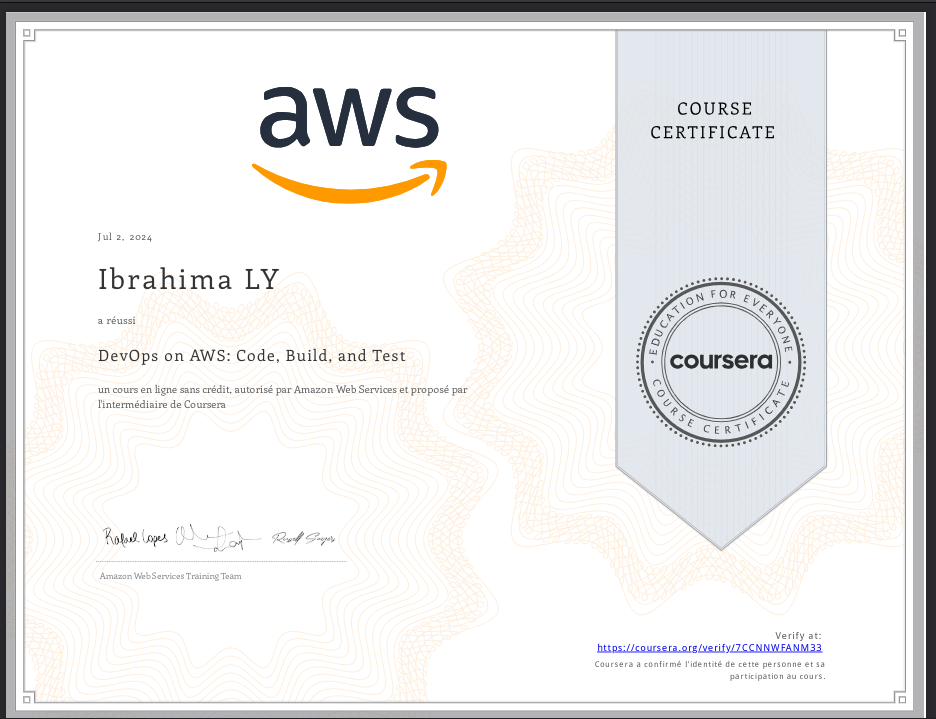 aws
COURSE
CERTIFICATE
Jul 2, 2024
Ibrahima LY
a réussi
DevOps on AWS: Code, Build, and Test
un cours en ligne sans crédit, autorisé par Amazon Web Services et proposé par
l'intermédiaire de Coursera
EDUCATION FOR EVERYONE
coursera
COURSE CERTIFICATE
Rafael Lopes
Russell Sayers
Amazon Web Services Training Team
Verify at:
https://coursera.org/verify/7CCNNWFANM33
Coursera a confirmé l'identité de cette personne et sa
participation au cours.